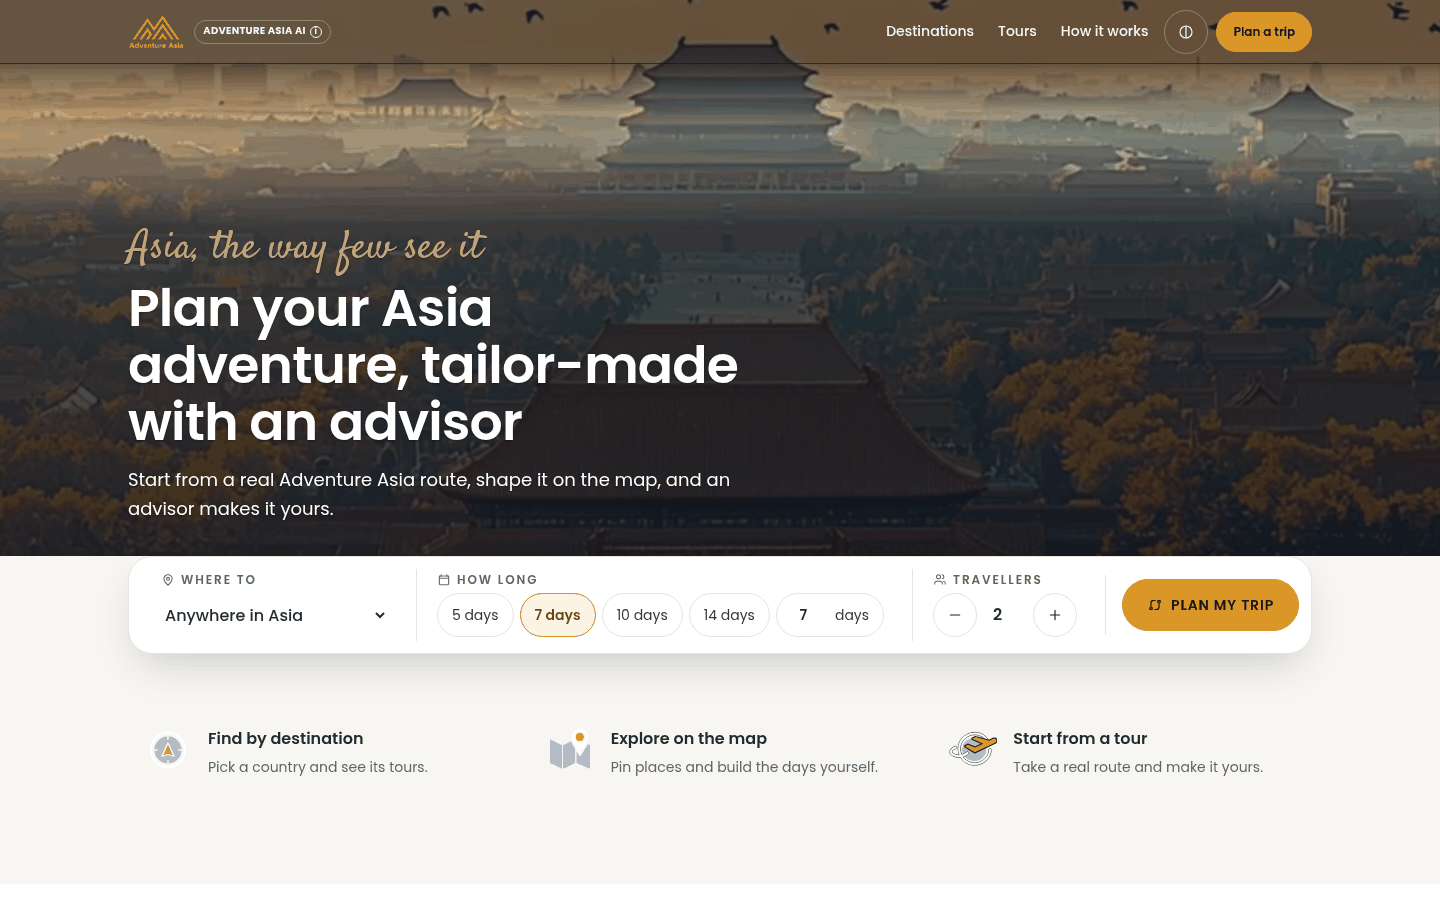 Adventure Asia
ADVENTURE ASIA AI
Destinations
Tours
How it works
Plan a trip
Asia, the way few see it
Plan your Asia
adventure, tailor-made
with an advisor
Start from a real Adventure Asia route, shape it on the map, and an
advisor makes it yours.
WHERE TO
Anywhere in Asia
HOW LONG
5 days
7 days
10 days
14 days
7 days
TRAVELLERS
2
PLAN MY TRIP
Find by destination
Pick a country and see its tours.
Explore on the map
Pin places and build the days yourself.
Start from a tour
Take a real route and make it yours.